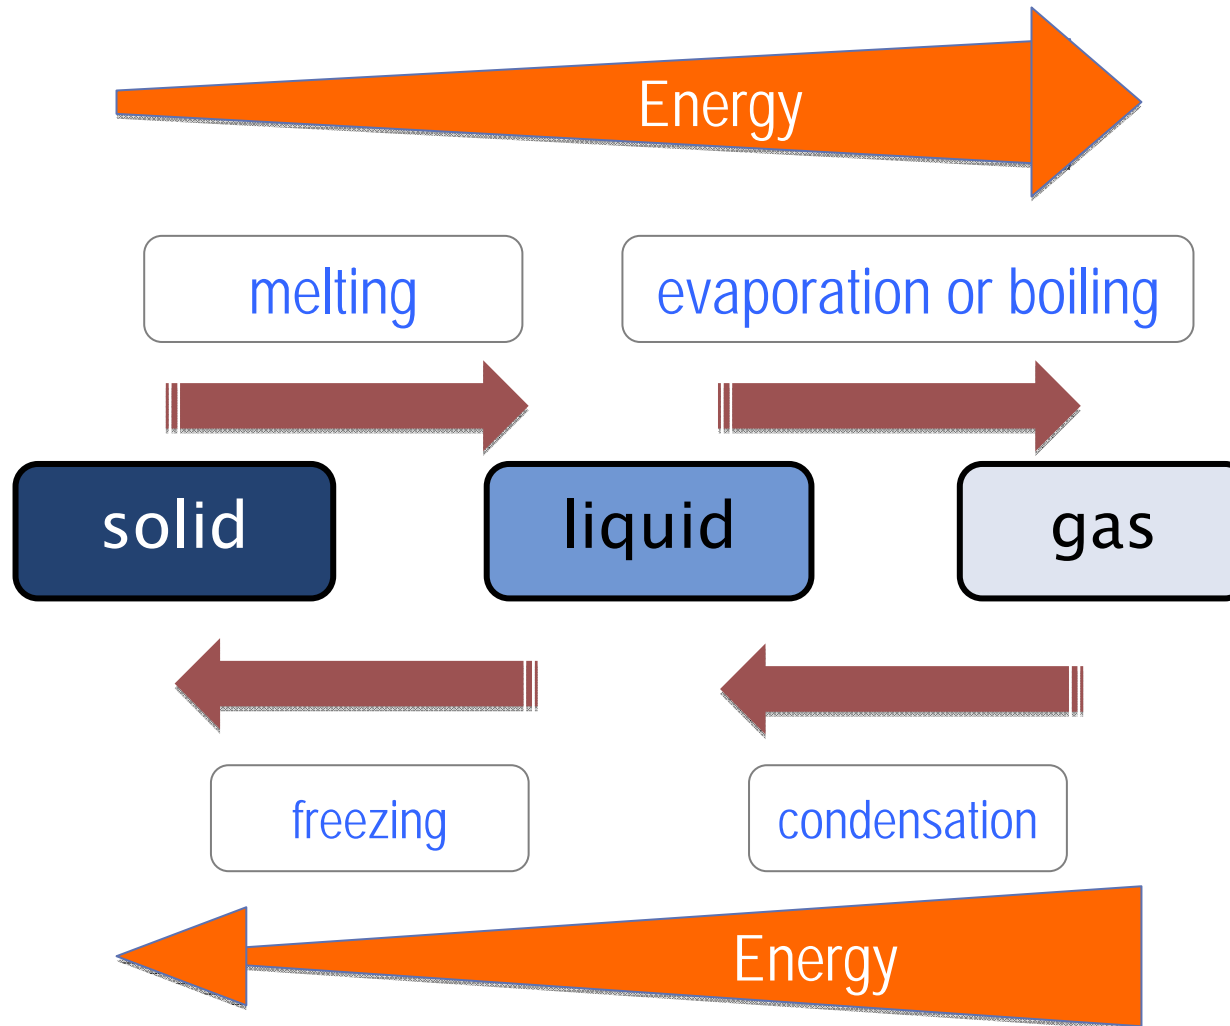 Energy
melting
evaporation or boiling
solid
liquid
gas
freezing
condensation
Energy